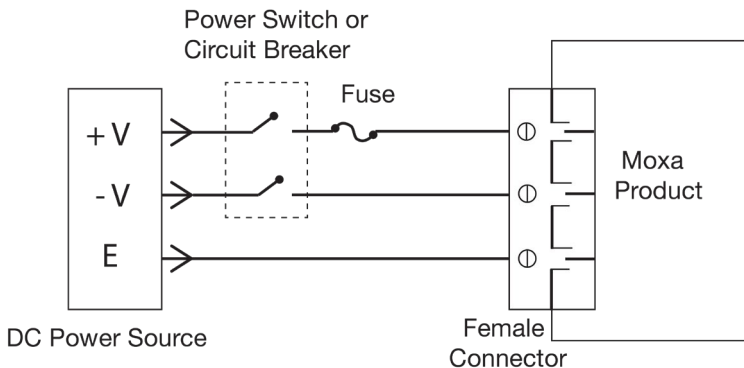 Power Switch or
Circuit Breaker
Fuse
+ V
- V
E
Moxa
Product
DC Power Source
Female
Connector